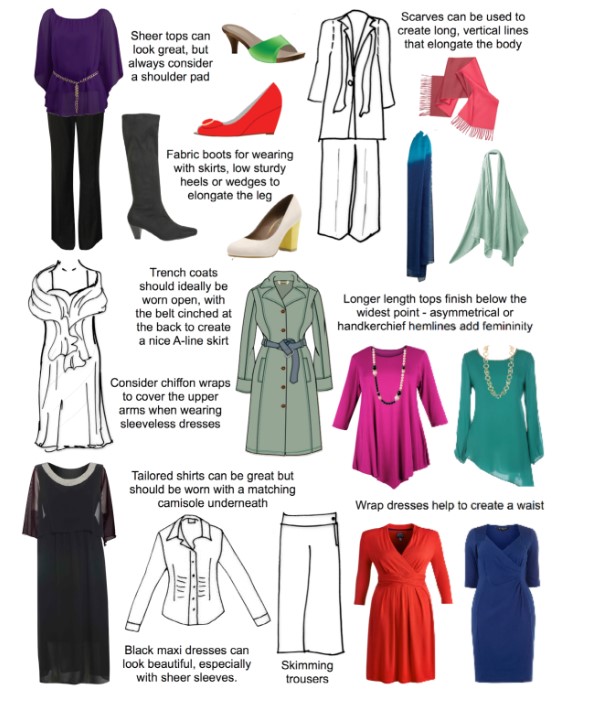 Sheer tops can
look great, but
always consider
a shoulder pad
Scarves can be used to
create long, vertical lines
that elongate the body
Fabric boots for wearing
with skirts, low sturdy
heels or wedges to
elongate the leg
Trench coats
should ideally be
worn open, with
the belt cinched at
the back to create
a nice A-line skirt
Longer length tops finish below the
widest point - asymmetrical or
handkerchief hemlines add femininity
Consider chiffon wraps
to cover the upper
arms when wearing
sleeveless dresses
Tailored shirts can be great but
should be worn with a matching
camisole underneath
Wrap dresses help to create a waist
Black maxi dresses can
look beautiful, especially
with sheer sleeves.
Skimming
trousers